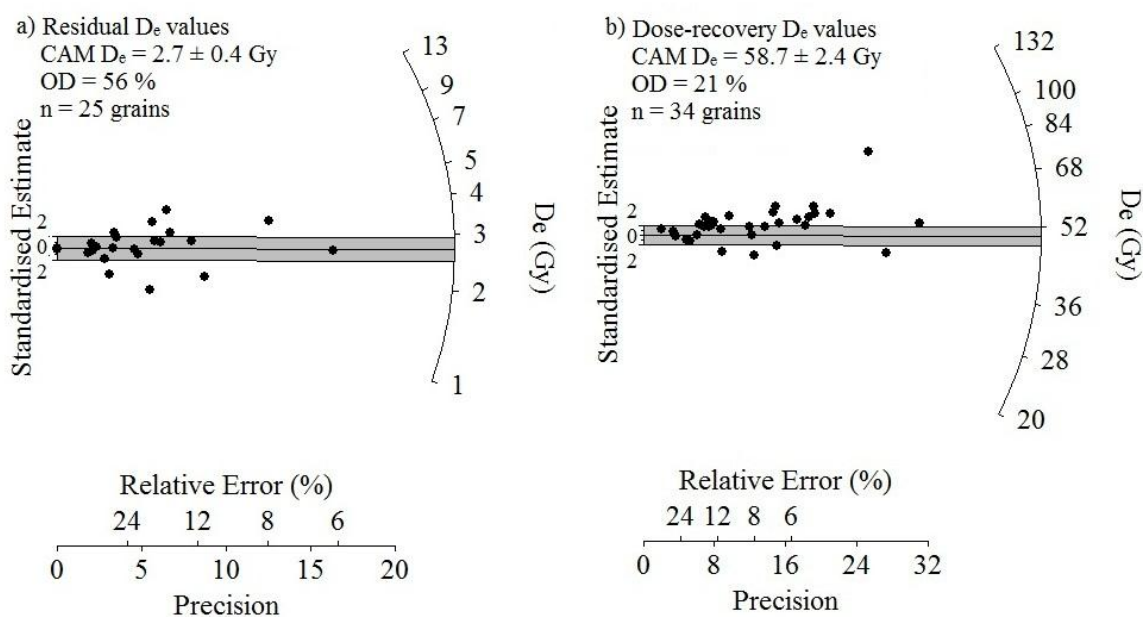 a) Residual Dₑ values
CAM Dₑ = 2.7 ± 0.4 Gy
OD = 56 %
n = 25 grains
Standardised Estimate
2
0
2
13
9
7
5
4
3
2
1
Dₑ (Gy)
Relative Error (%)
24 12 8 6
0 5 10 15 20
Precision
b) Dose-recovery Dₑ values
CAM Dₑ = 58.7 ± 2.4 Gy
OD = 21 %
n = 34 grains
Standardised Estimate
2
0
2
132
100
84
68
52
36
28
20
Dₑ (Gy)
Relative Error (%)
24 12 8 6
0 8 16 24 32
Precision